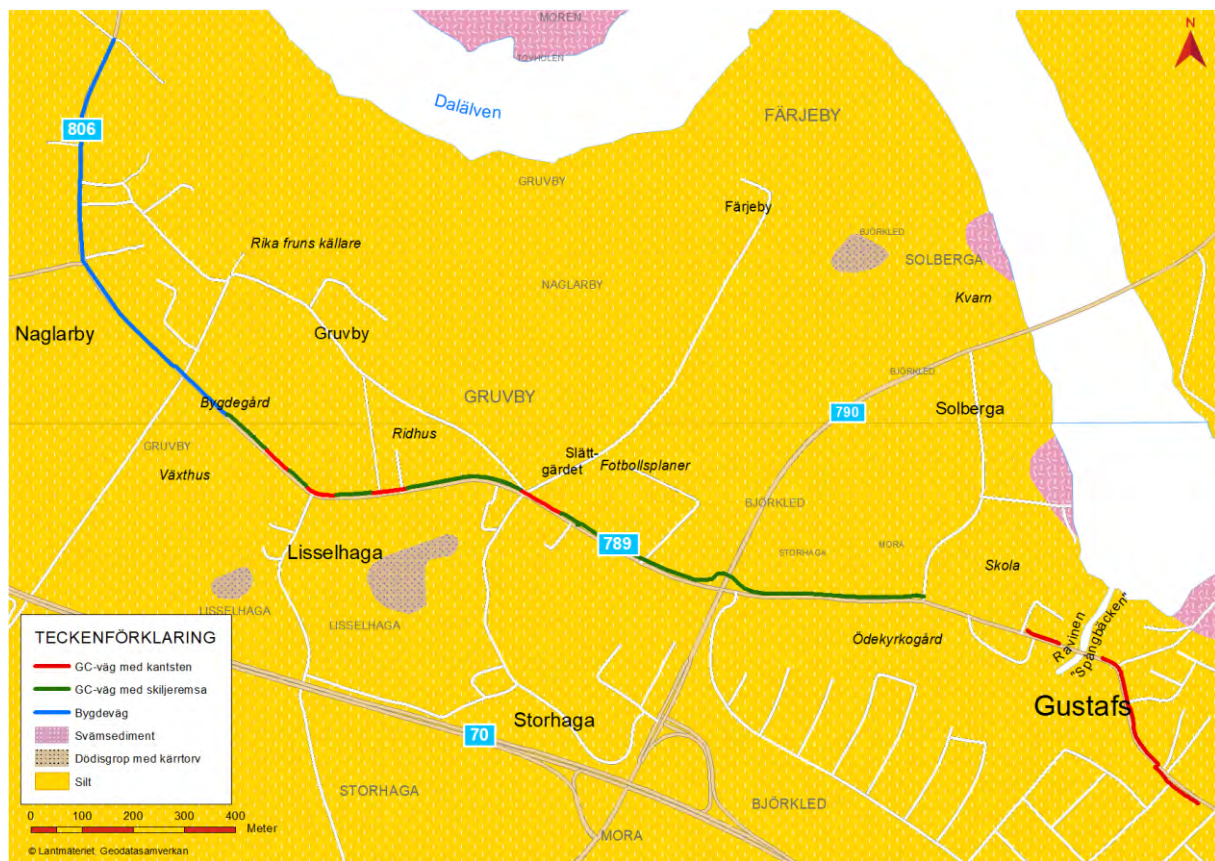 MOREN
TOVHOLEN
N
Dalälven
FÄRJEBY
806
GRUVBY
Färjeby
BJÖRKLED
Rika fruns källare
SOLBERGA
NAGLARBY
Kvarn
Naglarby
Gruvby
BJÖRKLED
GRUVBY
Bygdegård
790
Solberga
Ridhus
GRUVBY
Slått-
gärdet
Fotbollsplaner
Växthus
BJÖRKLED
789
MORA
Lisselhaga
STORHAGA
Skola
LISSELHAGA
LISSELHAGA
Ödekyrkogård
Ravinen
"Spångbäcken"
TECKENFÖRKLARING
GC-väg med kantsten
GC-väg med skiljeremsa
Bygdeväg
Svämsediment
Dödisgrop med kärrtorv
Silt
Gustafs
Storhaga
70
STORHAGA
BJÖRKLED
MORA
0 100 200 300 400
Meter
© Lantmäteriet Geodatasamverkan